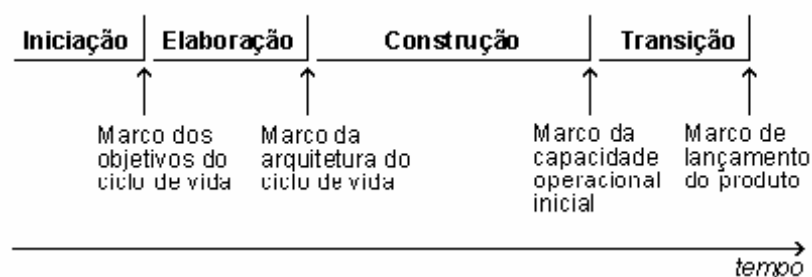 Iniciação Elaboração Construção Transição
Marco dos
objetivos do
ciclo de vida
Marco da
arquitetura do
ciclo de vida
Marco da
capacidade
operacional
inicial
Marco de
lançamento
do produto
tempo